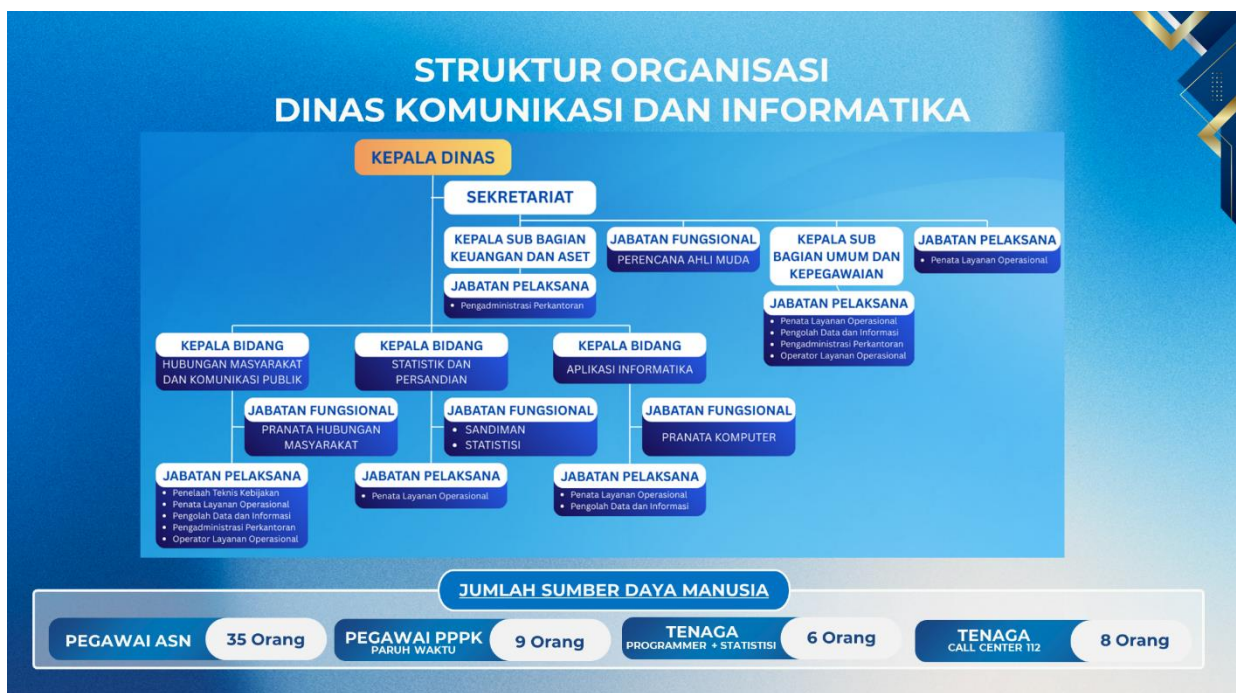 STRUKTUR ORGANISASI
DINAS KOMUNIKASI DAN INFORMATIKA
KEPALA DINAS
SEKRETARIAT
KEPALA SUB BAGIAN
KEUANGAN DAN ASET
JABATAN PELAKSANA
• Pengadministrasi Perkantoran
JABATAN FUNGSIONAL
PERENCANA AHLI MUDA
KEPALA SUB
BAGIAN UMUM DAN
KEPEGAWAIAN
JABATAN PELAKSANA
• Penata Layanan Operasional
• Pengolah Data dan Informasi
• Pengadministrasi Perkantoran
• Operator Layanan Operasional
JABATAN PELAKSANA
• Penata Layanan Operasional
KEPALA BIDANG
HUBUNGAN MASYARAKAT
DAN KOMUNIKASI PUBLIK
JABATAN FUNGSIONAL
PRANATA HUBUNGAN
MASYARAKAT
JABATAN PELAKSANA
• Penelaah Teknis Kebijakan
• Penata Layanan Operasional
• Pengolah Data dan Informasi
• Pengadministrasi Perkantoran
• Operator Layanan Operasional
KEPALA BIDANG
STATISTIK DAN
PERSANDIAN
JABATAN FUNGSIONAL
• SANDIMAN
• STATISTISI
JABATAN PELAKSANA
• Penata Layanan Operasional
KEPALA BIDANG
APLIKASI INFORMATIKA
JABATAN FUNGSIONAL
PRANATA KOMPUTER
JABATAN PELAKSANA
• Penata Layanan Operasional
• Pengolah Data dan Informasi
JUMLAH SUMBER DAYA MANUSIA
PEGAWAI ASN
35 Orang
PEGAWAI PPPK
PARUH WAKTU
9 Orang
TENAGA
PROGRAMMER + STATISTISI
6 Orang
TENAGA
CALL CENTER 112
8 Orang